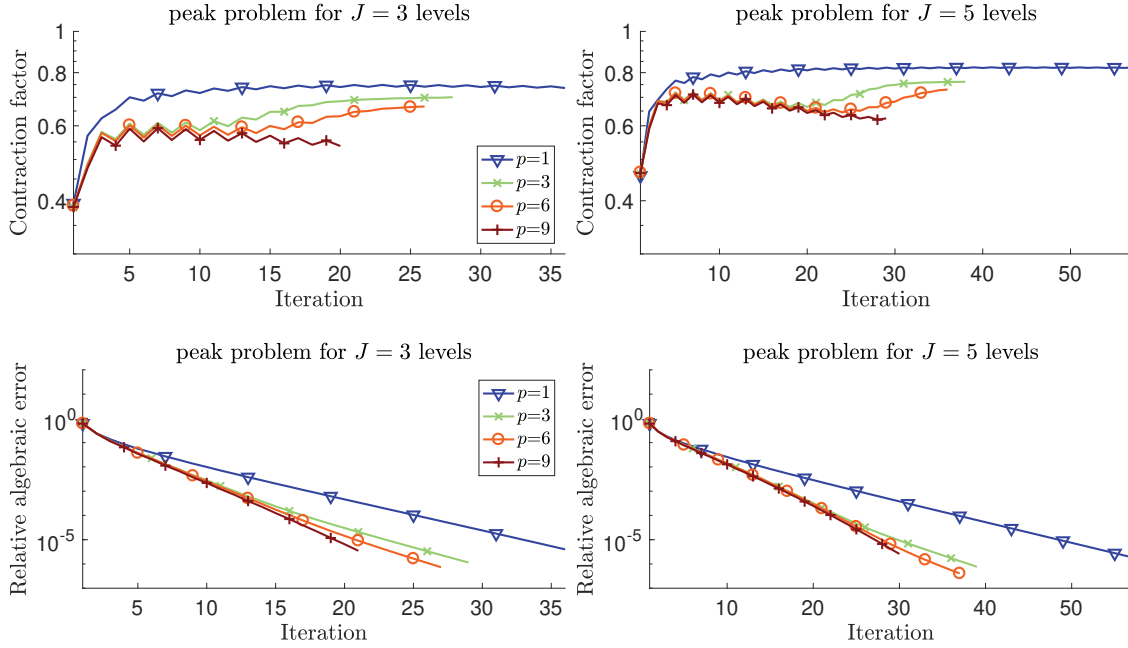 peak problem for J = 3 levels
Contraction factor
1
0.8
0.6
0.4
p=1
p=3
p=6
p=9
5 10 15 20 25 30 35
Iteration
peak problem for J = 5 levels
Contraction factor
1
0.8
0.6
0.4
10 20 30 40 50
Iteration
peak problem for J = 3 levels
Relative algebraic error
10^0
10^-5
p=1
p=3
p=6
p=9
5 10 15 20 25 30 35
Iteration
peak problem for J = 5 levels
Relative algebraic error
10^0
10^-5
10 20 30 40 50
Iteration